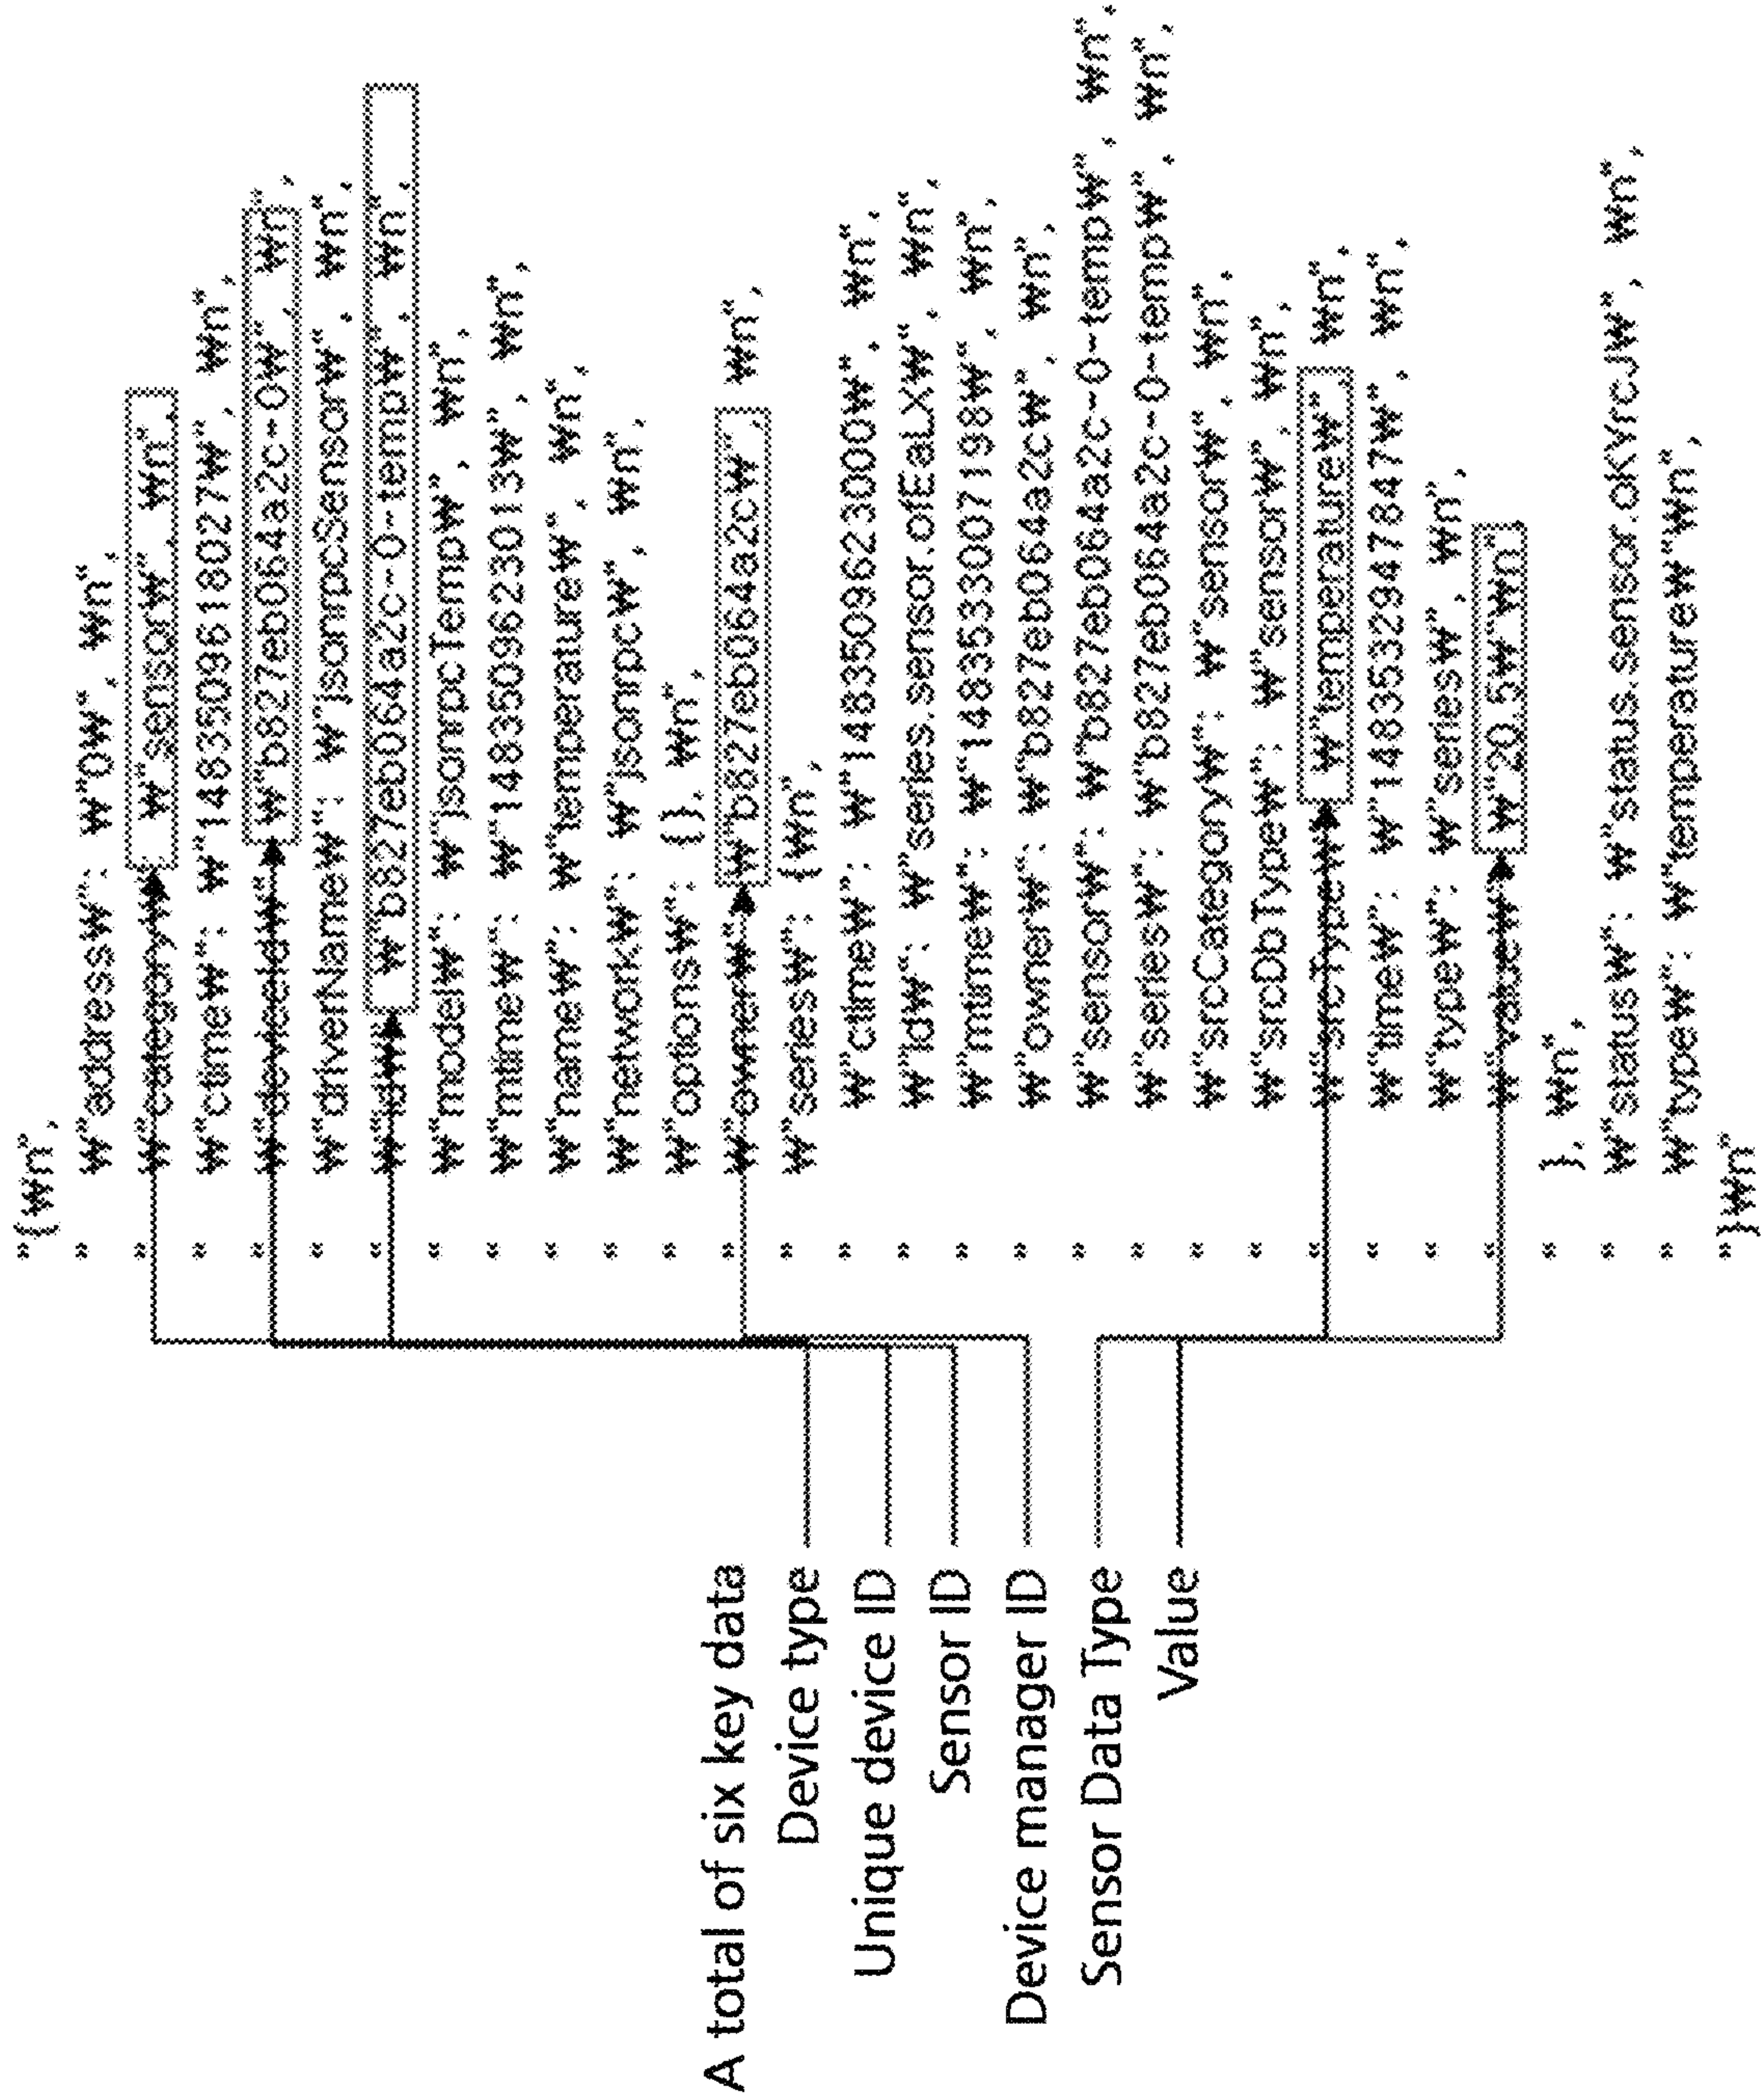 A total of six key data
Device type
Unique device ID
Sensor ID
Device manager ID
Sensor Data Type
Value
"{₩n",
" ₩"address₩": ₩"0₩", ₩n",
" ₩"category₩": ₩"sensor₩", ₩n",
" ₩"ctime₩": ₩"1483509618027₩", ₩n",
" ₩"deviceId₩": ₩"b827eb064a2c-0₩", ₩n",
" ₩"driverName₩": ₩"jsonrpcSensor₩", ₩n",
" ₩"id₩": ₩"b827eb064a2c-0-temp₩", ₩n",
" ₩"model₩": ₩"jsonrpcTemp₩", ₩n",
" ₩"mtime₩": ₩"1483509623013₩", ₩n",
" ₩"name₩": ₩"temperature₩", ₩n",
" ₩"network₩": ₩"jsonrpc₩", ₩n",
" ₩"options₩": {}, ₩n",
" ₩"owner₩": ₩"b827eb064a2c₩", ₩n",
" ₩"series₩": {₩n",
" ₩"ctime₩": ₩"1483509623000₩", ₩n",
" ₩"id₩": ₩"series.sensor.ofEaLX₩", ₩n",
" ₩"mtime₩": ₩"1483533007198₩", ₩n",
" ₩"owner₩": ₩"b827eb064a2c₩", ₩n",
" ₩"sensor₩": ₩"b827eb064a2c-0-temp₩", ₩n",
" ₩"series₩": ₩"b827eb064a2c-0-temp₩", ₩n",
" ₩"srcCategory₩": ₩"sensor₩", ₩n",
" ₩"srcDbType₩": ₩"sensor₩", ₩n",
" ₩"srcType₩": ₩"temperature₩", ₩n",
" ₩"time₩": ₩"1483532947847₩", ₩n",
" ₩"type₩": ₩"series₩", ₩n",
" ₩"value₩": ₩"20.5₩"₩n",
" }, ₩n",
" ₩"status₩": ₩"status.sensor.oKYrcJ₩", ₩n",
" ₩"type₩": ₩"temperature₩"₩n",
"}₩n"